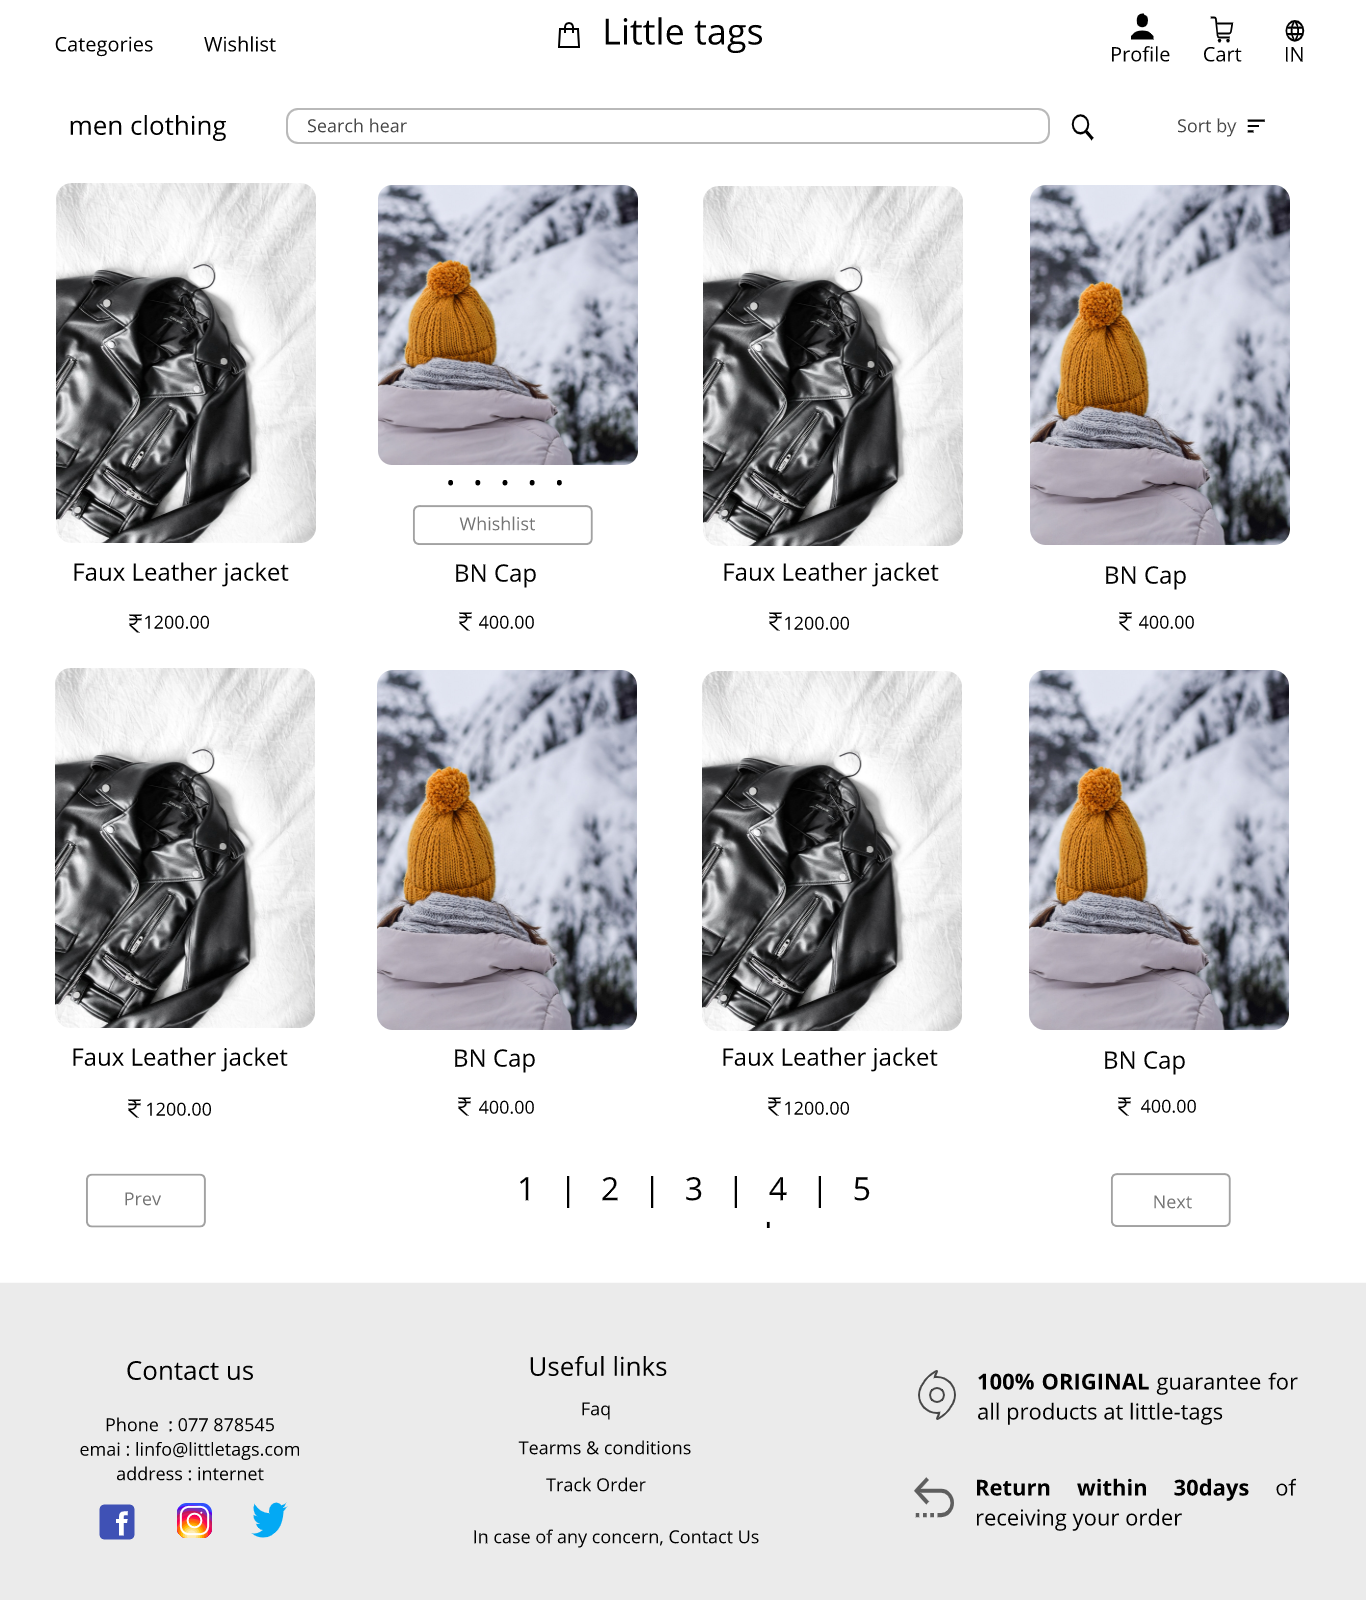 Categories
Wishlist
Little tags
Profile
Cart
IN
men clothing
Search hear
Sort by
Whishlist
Faux Leather jacket
BN Cap
Faux Leather jacket
BN Cap
₹1200.00
₹ 400.00
₹1200.00
₹ 400.00
Faux Leather jacket
BN Cap
Faux Leather jacket
BN Cap
₹ 1200.00
₹ 400.00
₹1200.00
₹ 400.00
Prev
1 | 2 | 3 | 4 | 5
Next
Contact us
Phone : 077 878545
emai : linfo@littletags.com
address : internet
Useful links
Faq
Tearms & conditions
Track Order
In case of any concern, Contact Us
100% ORIGINAL guarantee for
all products at little-tags
Return within 30days of
receiving your order